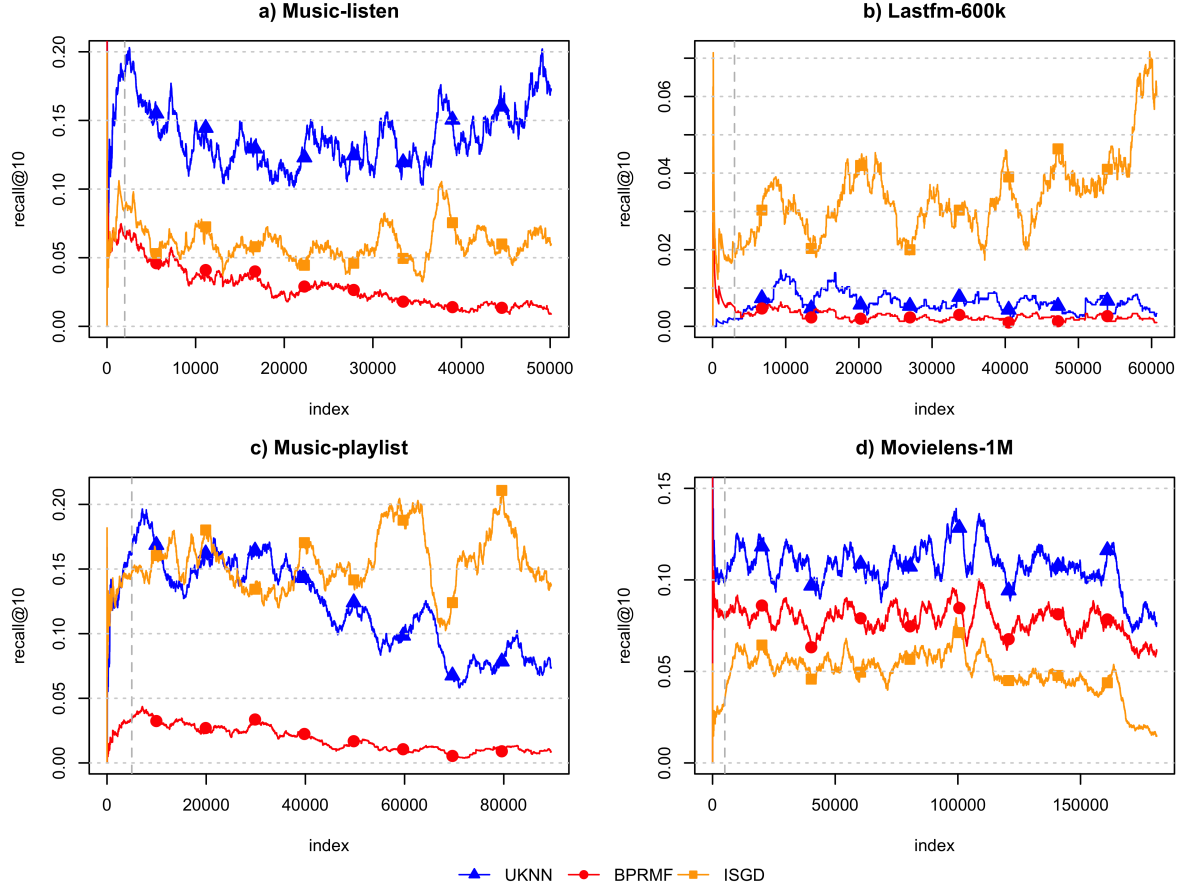 a) Music-listen
recall@10
0.00 0.05 0.10 0.15 0.20
0 10000 20000 30000 40000 50000
index
b) Lastfm-600k
recall@10
0.00 0.02 0.04 0.06
0 10000 20000 30000 40000 50000 60000
index
c) Music-playlist
recall@10
0.00 0.05 0.10 0.15 0.20
0 20000 40000 60000 80000
index
d) Movielens-1M
recall@10
0.00 0.05 0.10 0.15
0 50000 100000 150000
index
UKNN BPRMF ISGD